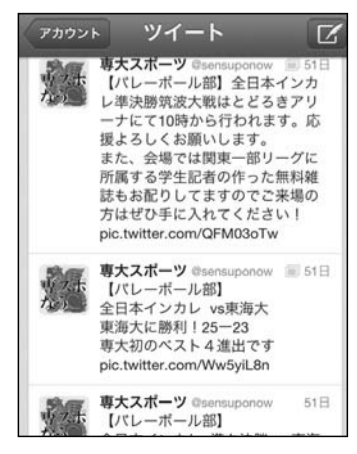 アカウント
ツイート
専大スポーツ @sensuponow 51日
【バレーボール部】全日本インカ
レ準決勝筑波大戦はとどろきアリ
ーナにて10時から行われます。応
援よろしくお願いします。
また、会場では関東一部リーグに
所属する学生記者の作った無料雑
誌もお配りしてますのでご来場の
方はぜひ手に入れてください！
pic.twitter.com/QFM03oTw
専大スポーツ @sensuponow 51日
【バレーボール部】
全日本インカレ vs東海大
東海大に勝利！25ー23
専大初のベスト４進出です
pic.twitter.com/Ww5yiL8n
専大スポーツ @sensuponow 51日
【バレーボール部】